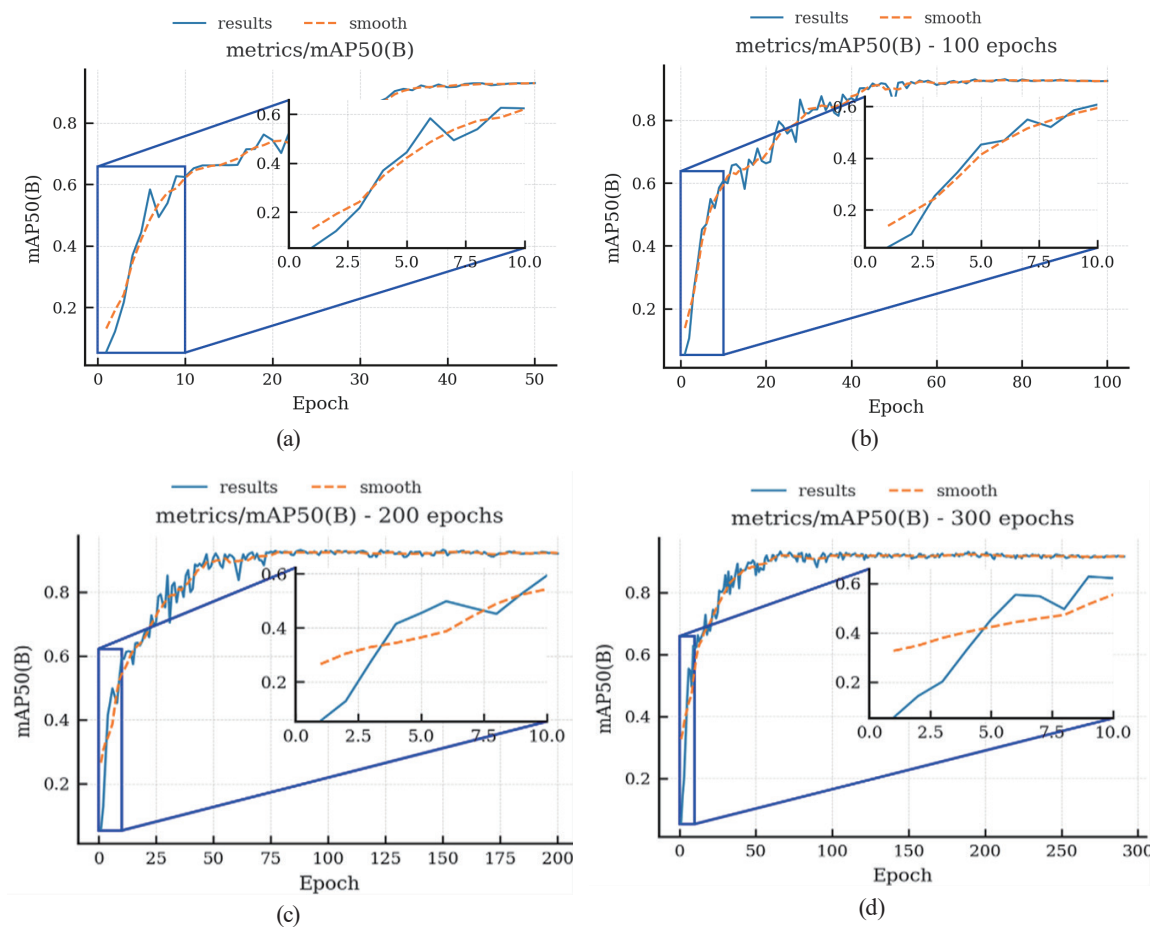 results smooth
metrics/mAP50(B)
mAP50(B)
0.8
0.6
0.4
0.2
0.6
0.4
0.2
0.0 2.5 5.0 7.5 10.0
0 10 20 30 40 50
Epoch
(a)
results smooth
metrics/mAP50(B) - 100 epochs
mAP50(B)
0.8
0.6
0.4
0.2
0.6
0.4
0.2
0.0 2.5 5.0 7.5 10.0
0 20 40 60 80 100
Epoch
(b)
results smooth
metrics/mAP50(B) - 200 epochs
mAP50(B)
0.8
0.6
0.4
0.2
0.6
0.4
0.2
0.0 2.5 5.0 7.5 10.0
0 25 50 75 100 125 150 175 200
Epoch
(c)
results smooth
metrics/mAP50(B) - 300 epochs
mAP50(B)
0.8
0.6
0.4
0.2
0.6
0.4
0.2
0.0 2.5 5.0 7.5 10.0
0 50 100 150 200 250 300
Epoch
(d)